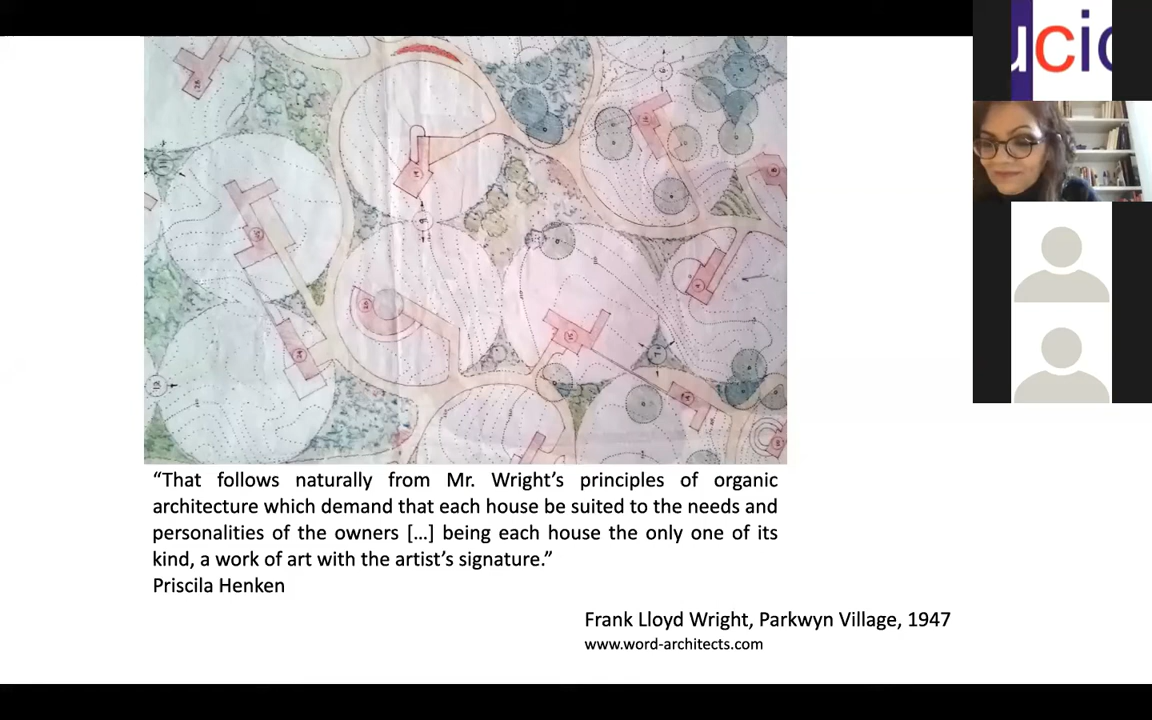 ucic
“That follows naturally from Mr. Wright’s principles of organic
architecture which demand that each house be suited to the needs and
personalities of the owners [...] being each house the only one of its
kind, a work of art with the artist’s signature.”
Priscila Henken
Frank Lloyd Wright, Parkwyn Village, 1947
www.word-architects.com